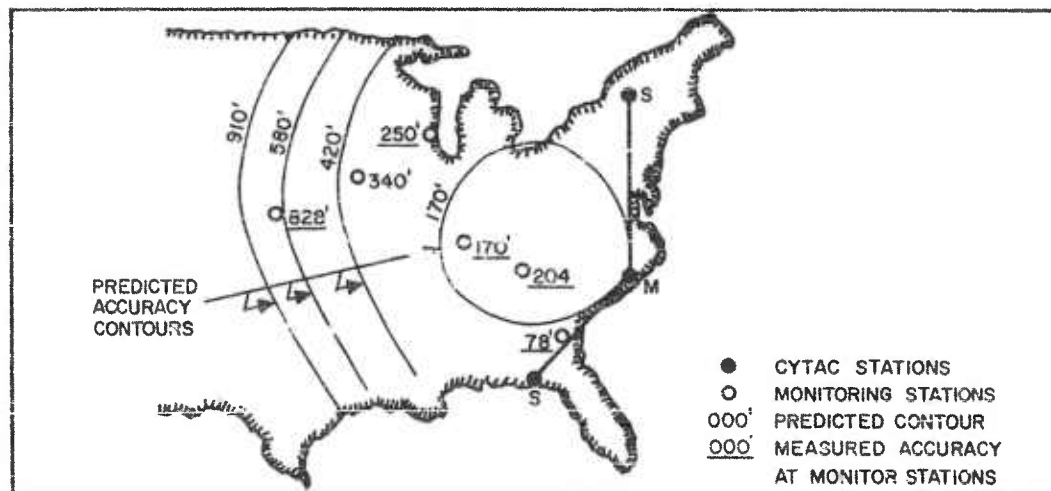 910'
580'
420'
250'
340'
828'
170'
170'
204
78'
S
M
S
PREDICTED
ACCURACY
CONTOURS
CYTAC STATIONS
MONITORING STATIONS
000' PREDICTED CONTOUR
000' MEASURED ACCURACY
AT MONITOR STATIONS